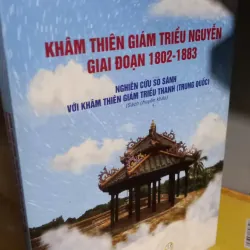 KHÂM THIÊN GIÁM TRIỀU NGUYỄN
GIAI ĐOẠN 1802-1883
NGHIÊN CỨU SO SÁNH
VỚI KHÂM THIÊN GIÁM TRIỀU THANH (TRUNG QUỐC)
(Sách chuyên khảo)